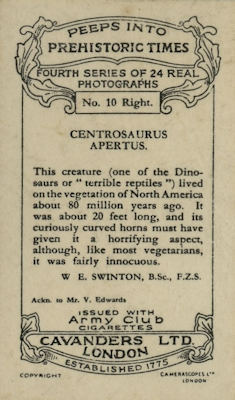 PEEPS INTO
PREHISTORIC TIMES
FOURTH SERIES OF 24 REAL
PHOTOGRAPHS
No. 10 Right.
CENTROSAURUS
APERTUS.
This creature (one of the Dino-
saurs or " terrible reptiles ") lived
on the vegetation of North America
about 80 million years ago. It
was about 20 feet long, and its
curiously curved horns must have
given it a horrifying aspect,
although, like most vegetarians,
it was fairly innocuous.
W E. SWINTON, B.Sc., F.Z.S.
Ackn. to Mr. V. Edwards
ISSUED WITH
Army Club
CIGARETTES
CAVANDERS LTD.
LONDON
ESTABLISHED 1775
COPYRIGHT
CAMERASCOPES LTD
LONDON